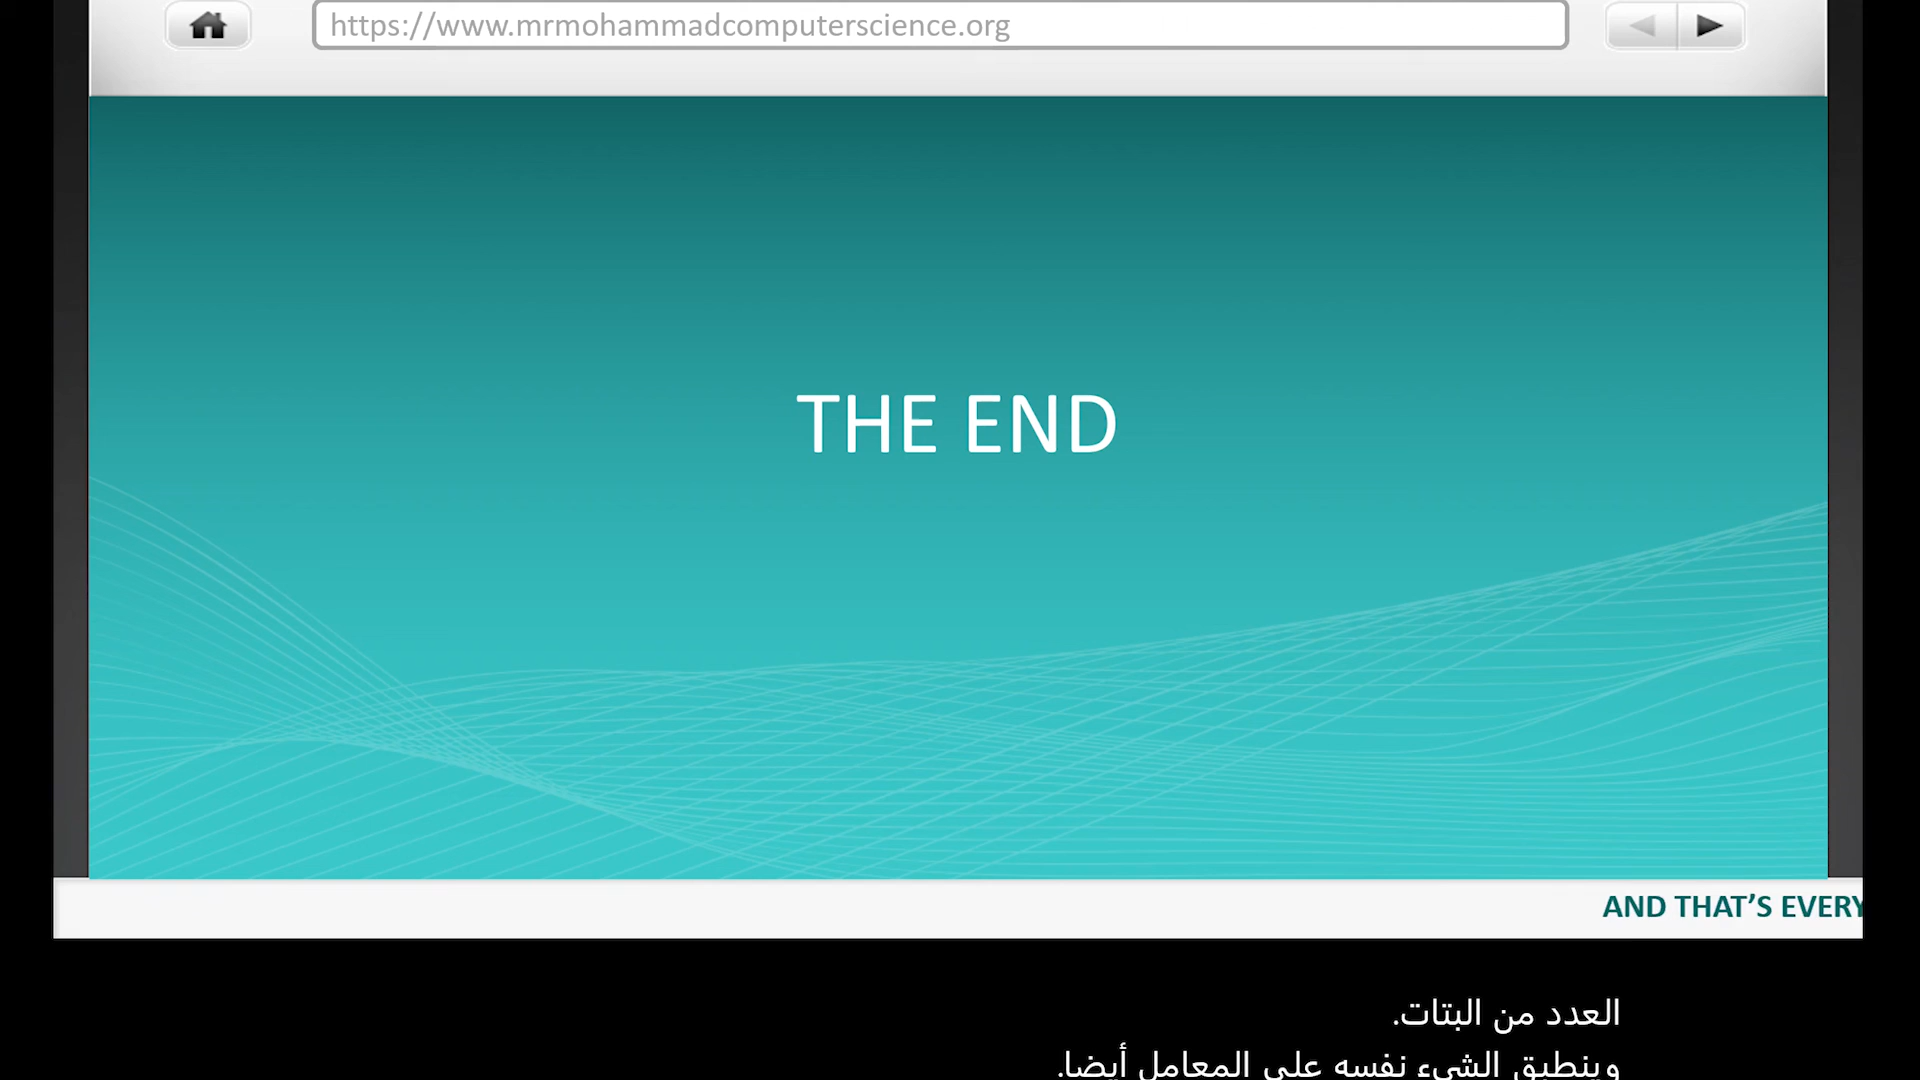 https://www.mrmohammadcomputerscience.org
THE END
AND THAT’S EVERY
العدد من البتات.
وينطبق الشيء نفسه على المعامل أيضا.